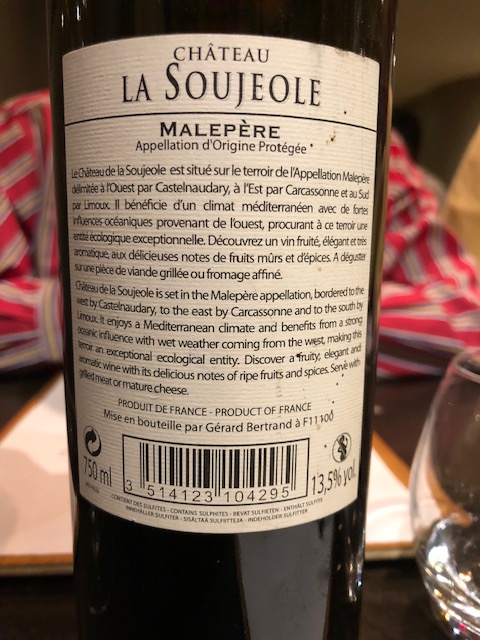 CHÂTEAU
LA SOUJEOLE
MALEPÈRE
Appellation d'Origine Protégée
Le Château de la Soujeole est situé sur le terroir de l'Appellation Malepère
délimitée à l'Ouest par Castelnaudary, à l'Est par Carcassonne et au Sud
par Limoux. Il bénéficie d'un climat méditerranéen avec de fortes
influences océaniques provenant de l'ouest, procurant à ce terroir une
entité écologique exceptionnelle. Découvrez un vin fruité, élégant et très
aromatique, aux délicieuses notes de fruits mûrs et d'épices. A déguster
sur une pièce de viande grillée ou fromage affiné.
Château de la Soujeole is set in the Malepère appellation, bordered to the
west by Castelnaudary, to the east by Carcassonne and to the south by
Limoux. It enjoys a Mediterranean climate and benefits from a strong
oceanic influence with wet weather coming from the west, making this
terroir an exceptional ecological entity. Discover a fruity, elegant and
aromatic wine with its delicious notes of ripe fruits and spices. Serve with
grilled meat or mature cheese.
PRODUIT DE FRANCE - PRODUCT OF FRANCE
Mise en bouteille par Gérard Bertrand à F11100
750 ml
13,5% vol.
3 514123 104295
CONTIENT DES SULFITES - CONTAINS SULPHITES - BEVAT SULFIETEN - ENTHÄLT SULFITE
INNEHÅLLER SULFITER - SISÄLTÄÄ SULFIITTEJA - INDEHOLDER SULFITTER